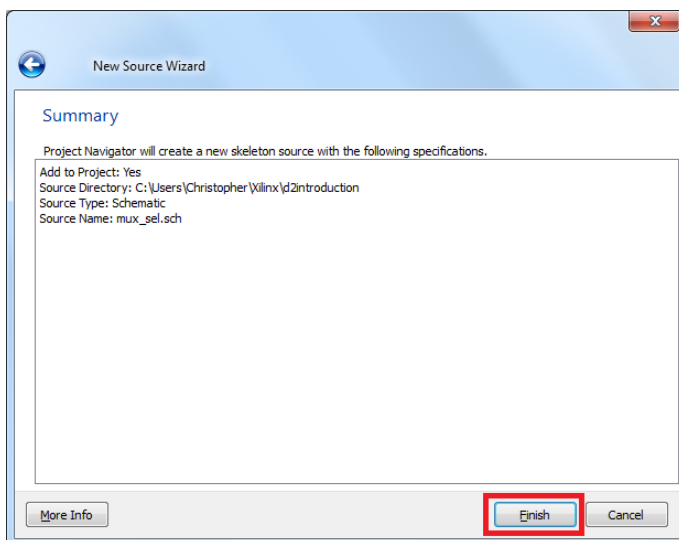 New Source Wizard
Summary
Project Navigator will create a new skeleton source with the following specifications.
Add to Project: Yes
Source Directory: C:\Users\Christopher\Xilinx\d2introduction
Source Type: Schematic
Source Name: mux_sel.sch
More Info
Finish
Cancel